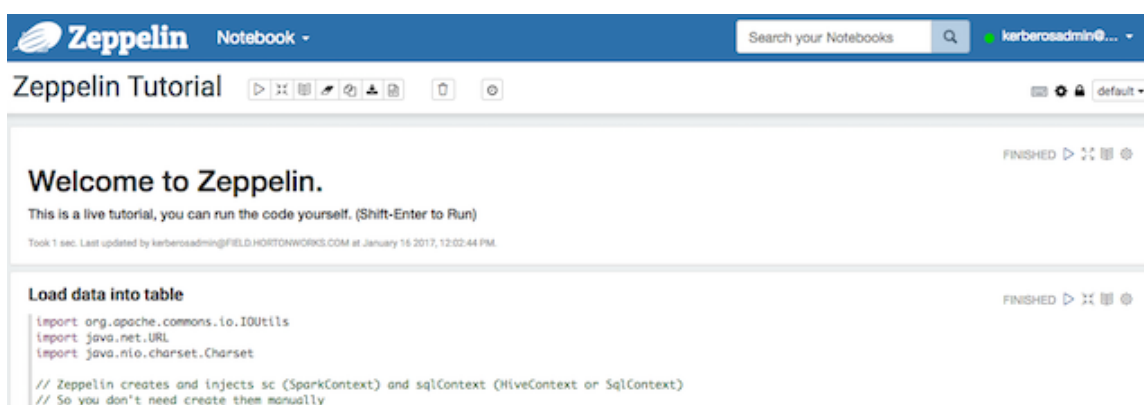 Zeppelin Notebook Search your Notebooks kerberosadmin@...
Zeppelin Tutorial default
FINISHED
Welcome to Zeppelin.
This is a live tutorial, you can run the code yourself. (Shift-Enter to Run)
Took 1 sec. Last updated by kerberosadmin@FIELD.HORTONWORKS.COM at January 16 2017, 12:02:44 PM.
Load data into table
FINISHED
import org.apache.commons.io.IOUtils
import java.net.URL
import java.nio.charset.Charset
// Zeppelin creates and injects sc (SparkContext) and sqlContext (HiveContext or SqlContext)
// So you don't need create them manually